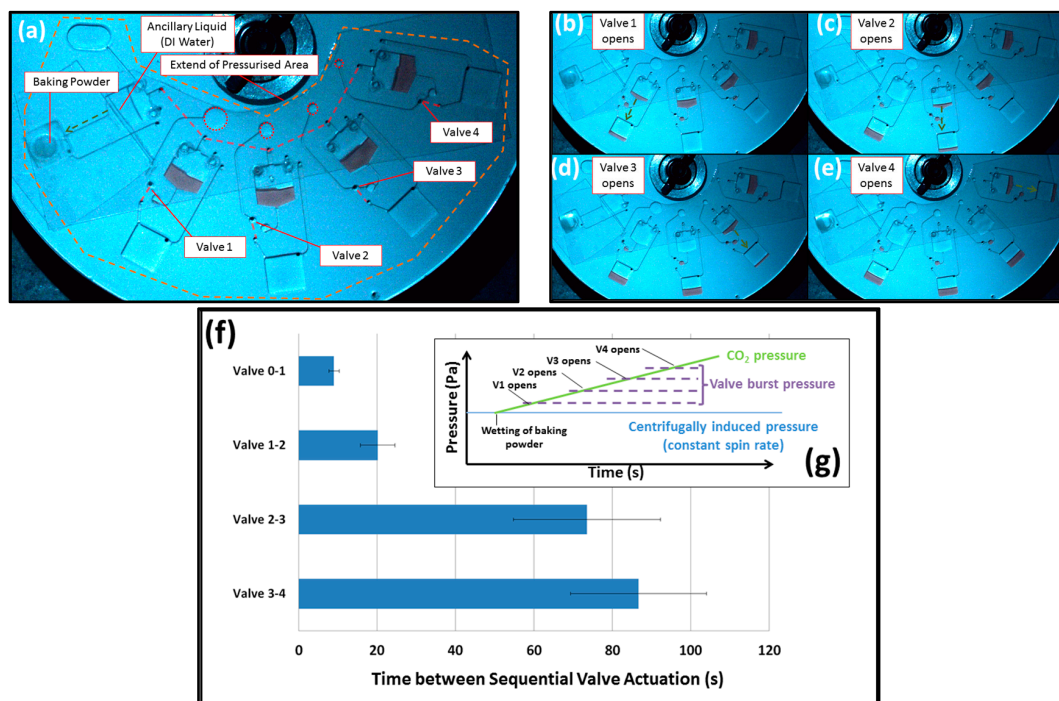 (a)
Ancillary Liquid
(DI Water)
Extend of Pressurised Area
Baking Powder
Valve 4
Valve 3
Valve 1
Valve 2
(b)
Valve 1
opens
(c)
Valve 2
opens
(d)
Valve 3
opens
(e)
Valve 4
opens
(f)
Valve 0-1
Valve 1-2
Valve 2-3
Valve 3-4
0
20
40
60
80
100
120
Time between Sequential Valve Actuation (s)
Pressure (Pa)
V4 opens
V3 opens
V2 opens
V1 opens
CO₂ pressure
Valve burst pressure
Wetting of baking
powder
Centrifugally induced pressure
(constant spin rate)
Time (s)
(g)